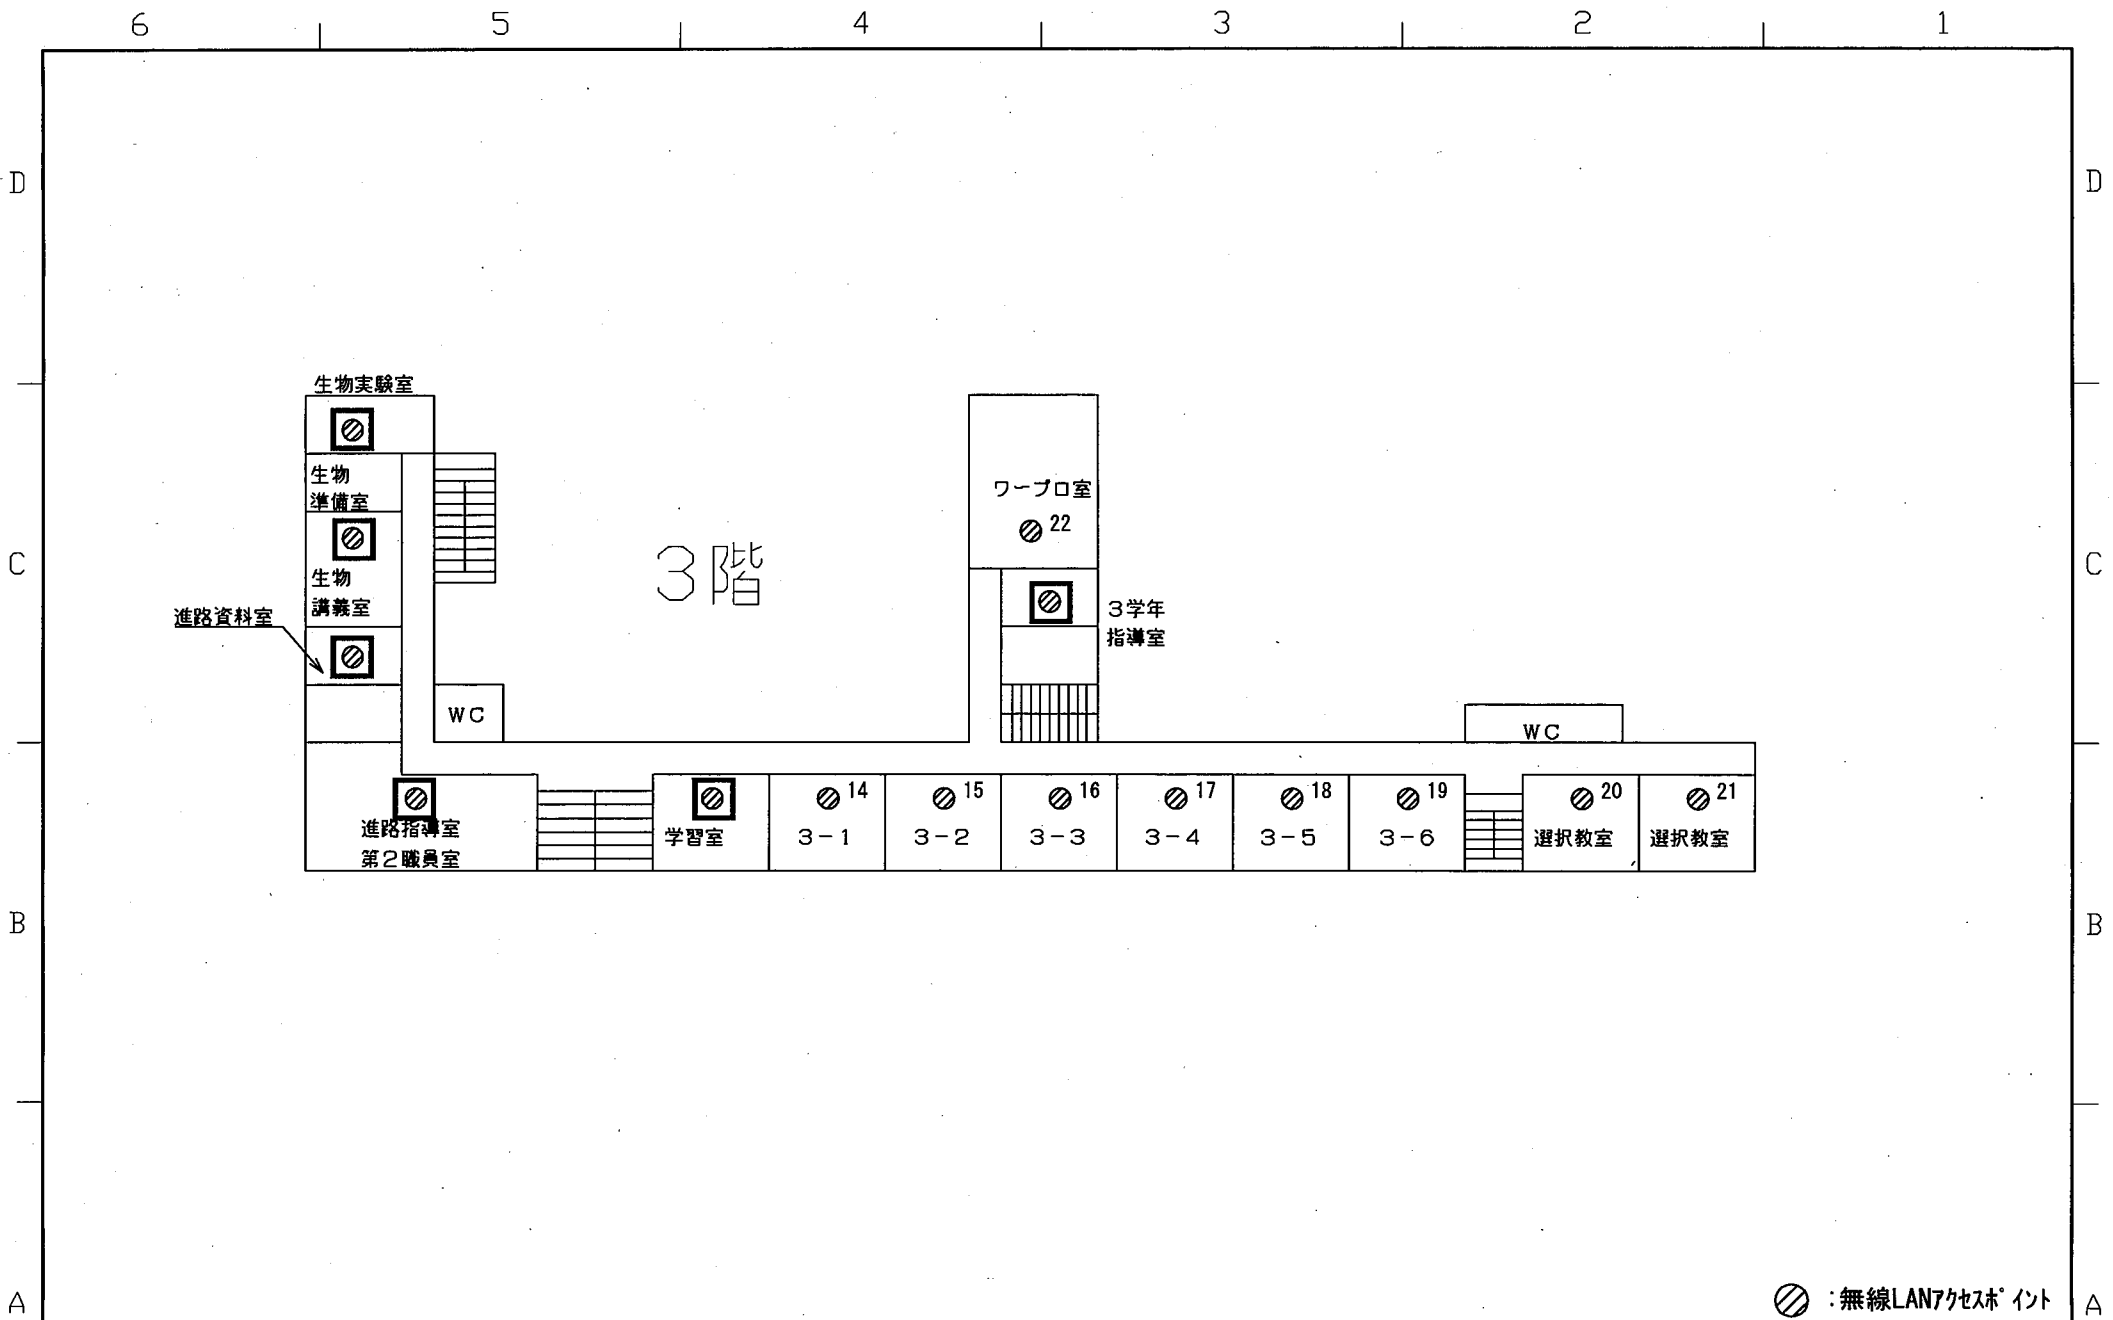 6 5 4 3 2 1
D D
生物実験室
生物
準備室
ワープロ室
22
C 3階 C
生物
講義室
進路資料室
3学年
指導室
WC
WC
14 15 16 17 18 19 20 21
進路指導室
第2職員室
学習室 3-1 3-2 3-3 3-4 3-5 3-6 選択教室 選択教室
B B
A A
:無線LANアクセスポイント